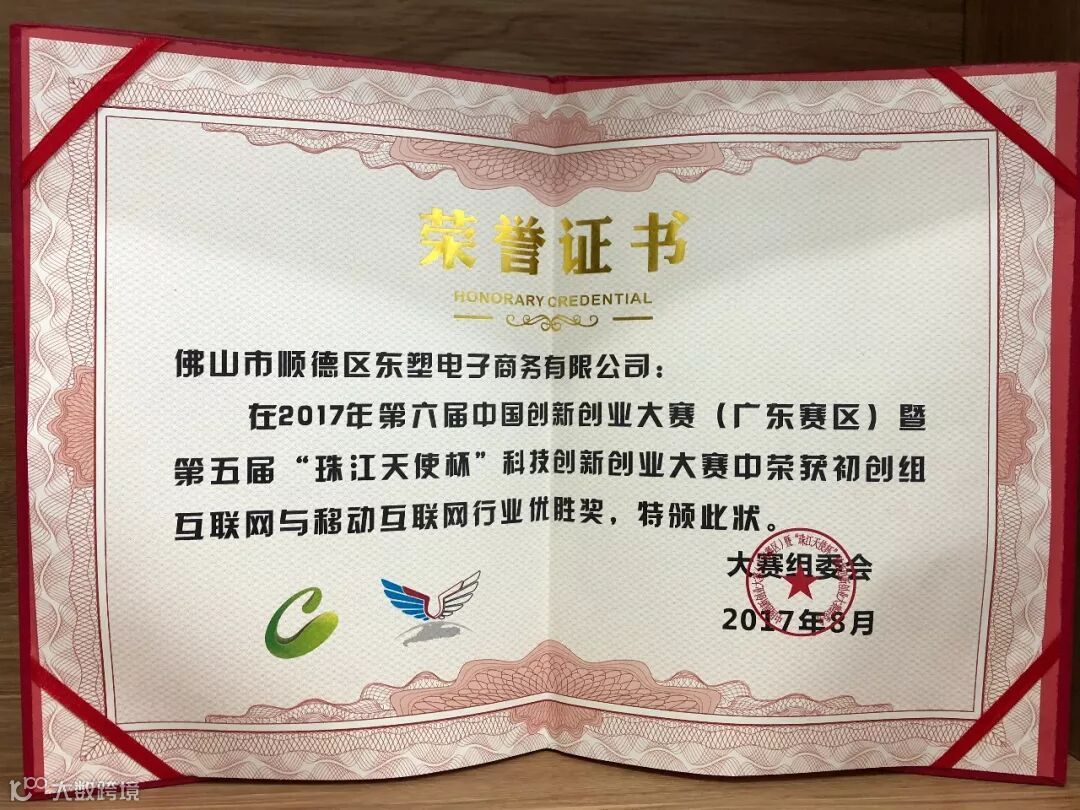 荣誉证书
HONORARY CREDENTIAL
佛山市顺德区东塑电子商务有限公司：
在2017年第六届中国创新创业大赛（广东赛区）暨
第五届“珠江天使杯”科技创新创业大赛中荣获初创组
互联网与移动互联网行业优胜奖，特颁此状。
大赛组委会
2017年8月
大数跨境